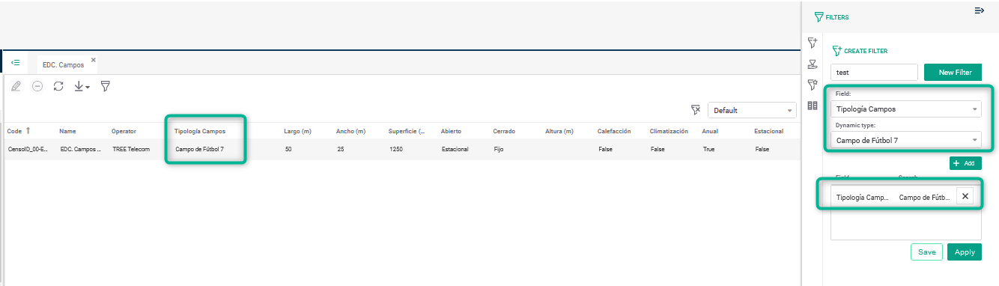 FILTERS
EDC. Campos
CREATE FILTER
test
New Filter
Field:
Tipología Campos
Dynamic type:
Campo de Fútbol 7
+ Add
Field Search
Tipología Camp... Campo de Fútb...
Save Apply
Default
Code Name Operator Tipología Campos Largo (m) Ancho (m) Superficie (... Abierto Cerrado Altura (m) Calefacción Climatización Anual Estacional
CensoID_00-E... EDC. Campos ... TREE Telecom Campo de Fútbol 7 50 25 1250 Estacional Fijo False False True False